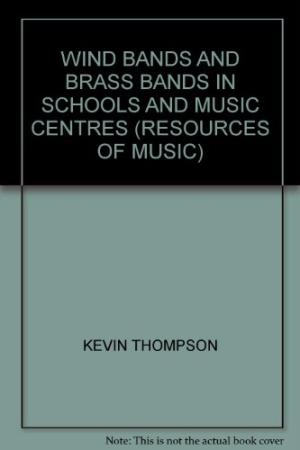 WIND BANDS AND
BRASS BANDS IN
SCHOOLS AND MUSIC
CENTRES (RESOURCES
OF MUSIC)
KEVIN THOMPSON
Note: This is not the actual book cover